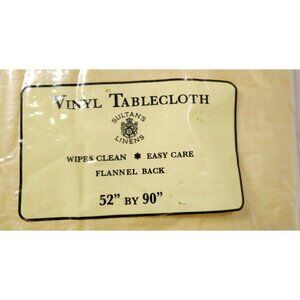 VINYL TABLECLOTH
SULTAN'S
LINENS
WIPES CLEAN ✸ EASY CARE
FLANNEL BACK
52" BY 90"